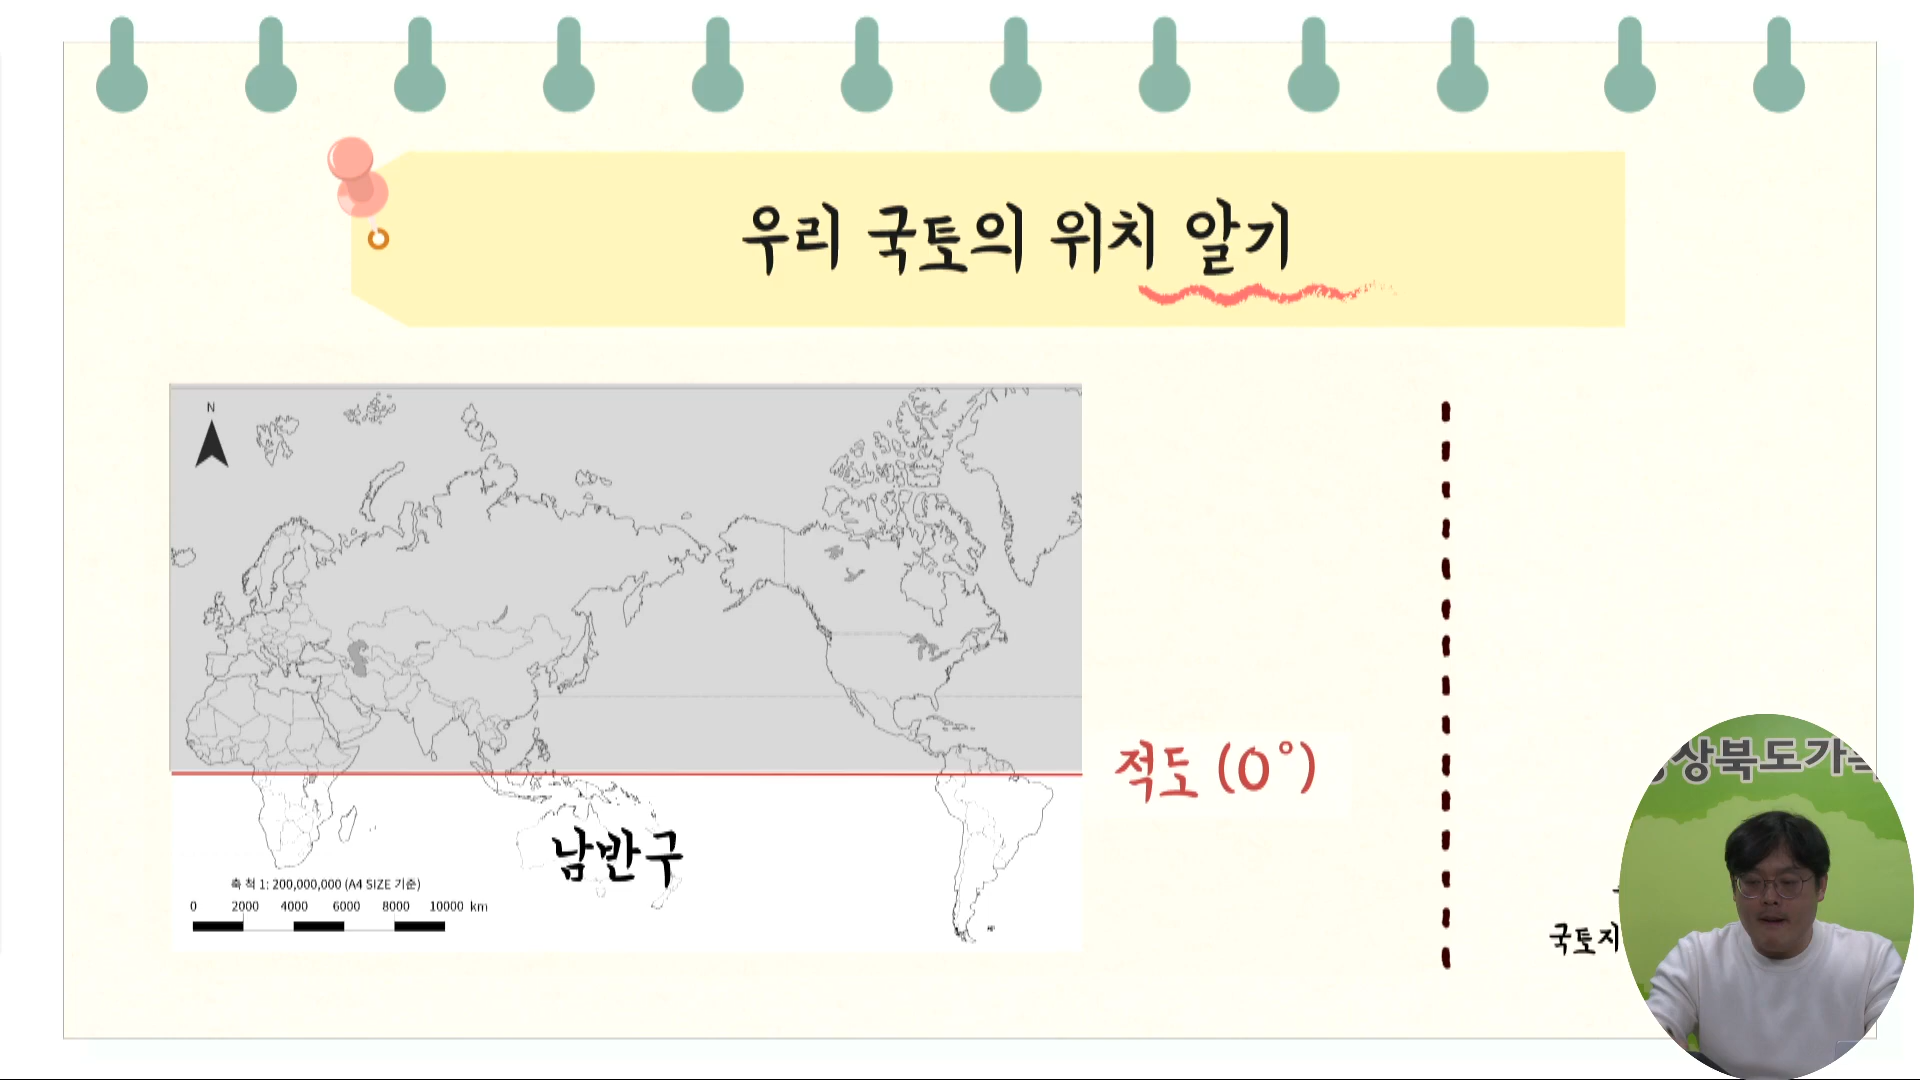 우리 국토의 위치 알기
N
적도 (0°)
남반구
축 척 1: 200,000,000 (A4 SIZE 기준)
0 2000 4000 6000 8000 10000 km
상북도가
국토지